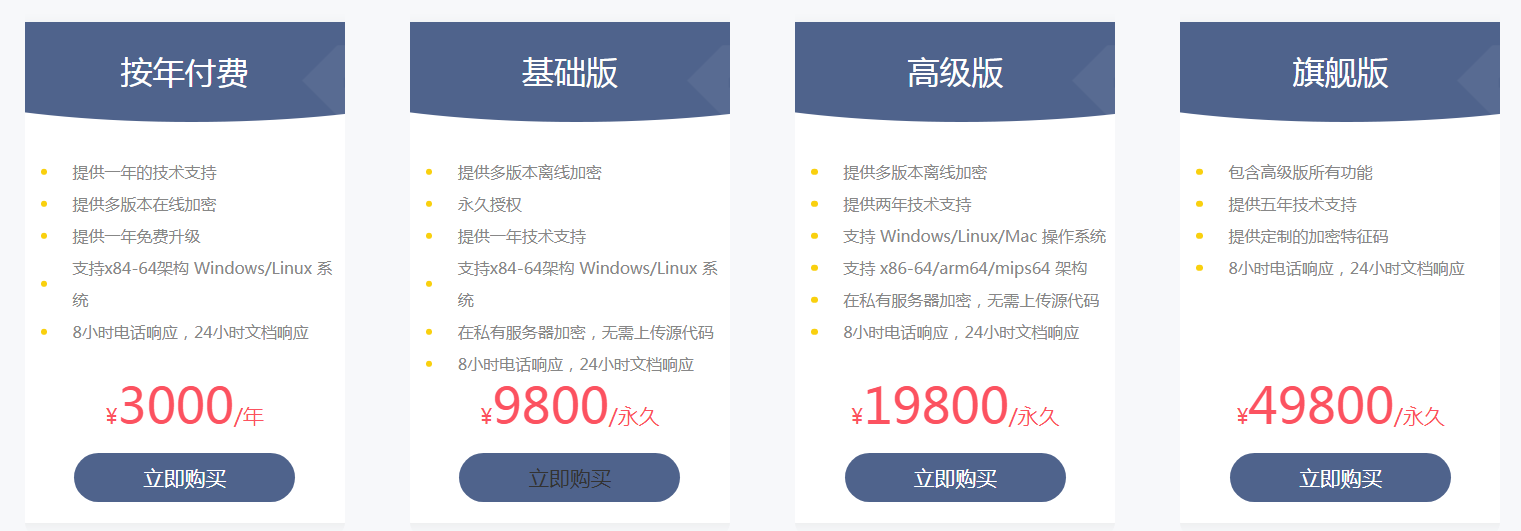 按年付费
提供一年的技术支持
提供多版本在线加密
提供一年免费升级
支持x84-64架构 Windows/Linux 系
统
8小时电话响应，24小时文档响应
¥3000/年
立即购买
基础版
提供多版本离线加密
永久授权
提供一年技术支持
支持x84-64架构 Windows/Linux 系
统
在私有服务器加密，无需上传源代码
8小时电话响应，24小时文档响应
¥9800/永久
立即购买
高级版
提供多版本离线加密
提供两年技术支持
支持 Windows/Linux/Mac 操作系统
支持 x86-64/arm64/mips64 架构
在私有服务器加密，无需上传源代码
8小时电话响应，24小时文档响应
¥19800/永久
立即购买
旗舰版
包含高级版所有功能
提供五年技术支持
提供定制的加密特征码
8小时电话响应，24小时文档响应
¥49800/永久
立即购买